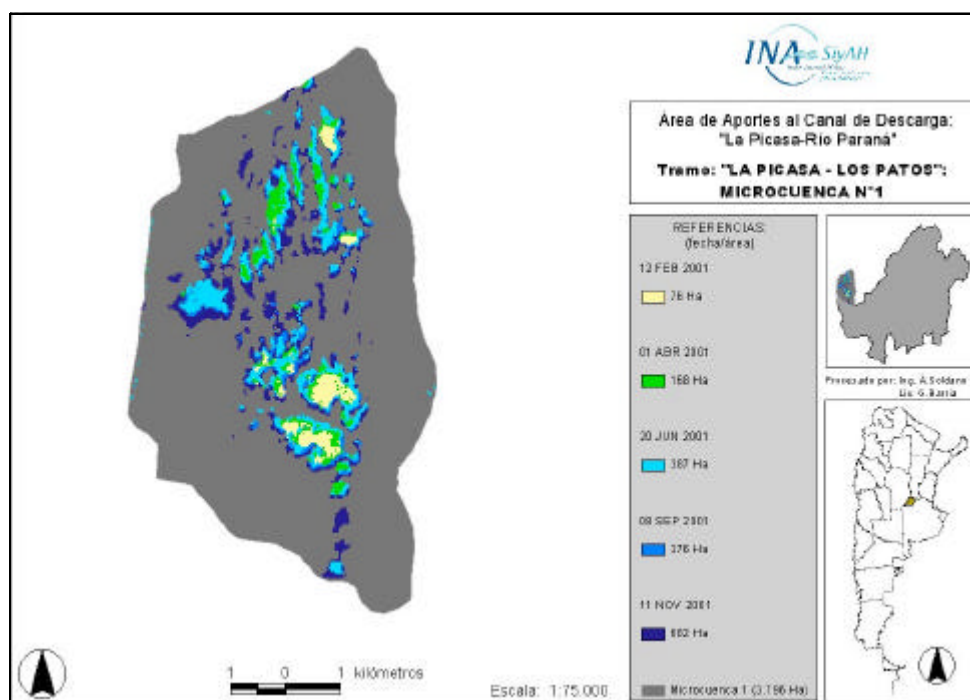 INA SiyAH
Área de Aportes al Canal de Descarga:
"La Picasa-Río Paraná"
Tramo: "LA PICASA - LOS PATOS":
MICROCUENCA N°1
REFERENCIAS:
(fecha/área)
12 FEB 2001
76 Ha
01 ABR 2001
168 Ha
20 JUN 2001
387 Ha
09 SEP 2001
376 Ha
11 NOV 2001
602 Ha
Microcuenca 1 (3.196 Ha)
Procesado por: Ing. A.Soldano
Lic. G.
1 0 1 kilómetros
Escala: 1:75.000